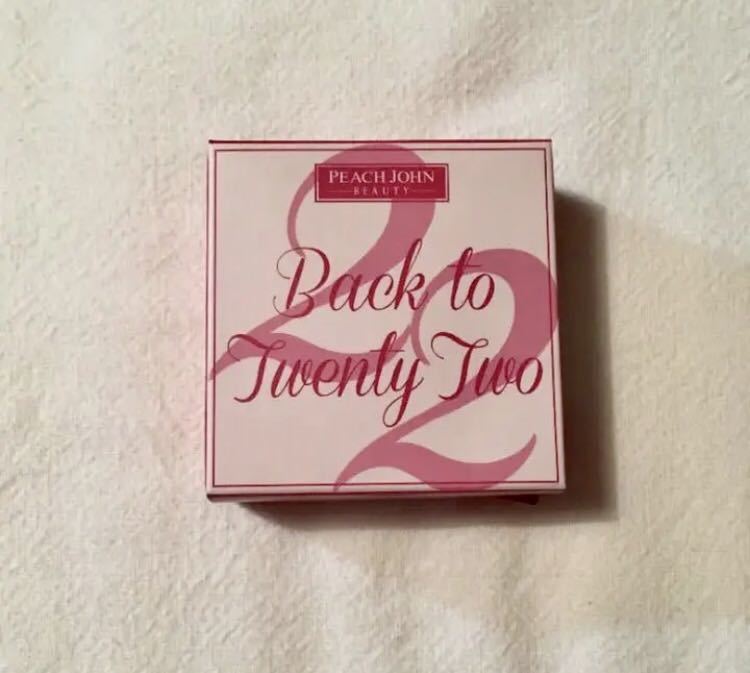 PEACH JOHN
BEAUTY
22
Back to
Twenty Two